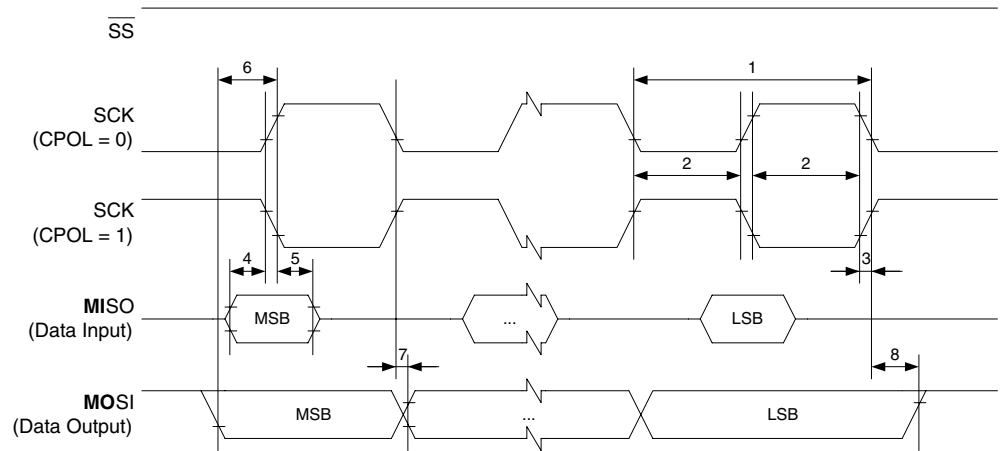 SS
6
1
SCK
(CPOL = 0)
2
2
SCK
(CPOL = 1)
4
5
3
MISO
(Data Input)
MSB
...
LSB
7
8
MOSI
(Data Output)
MSB
...
LSB